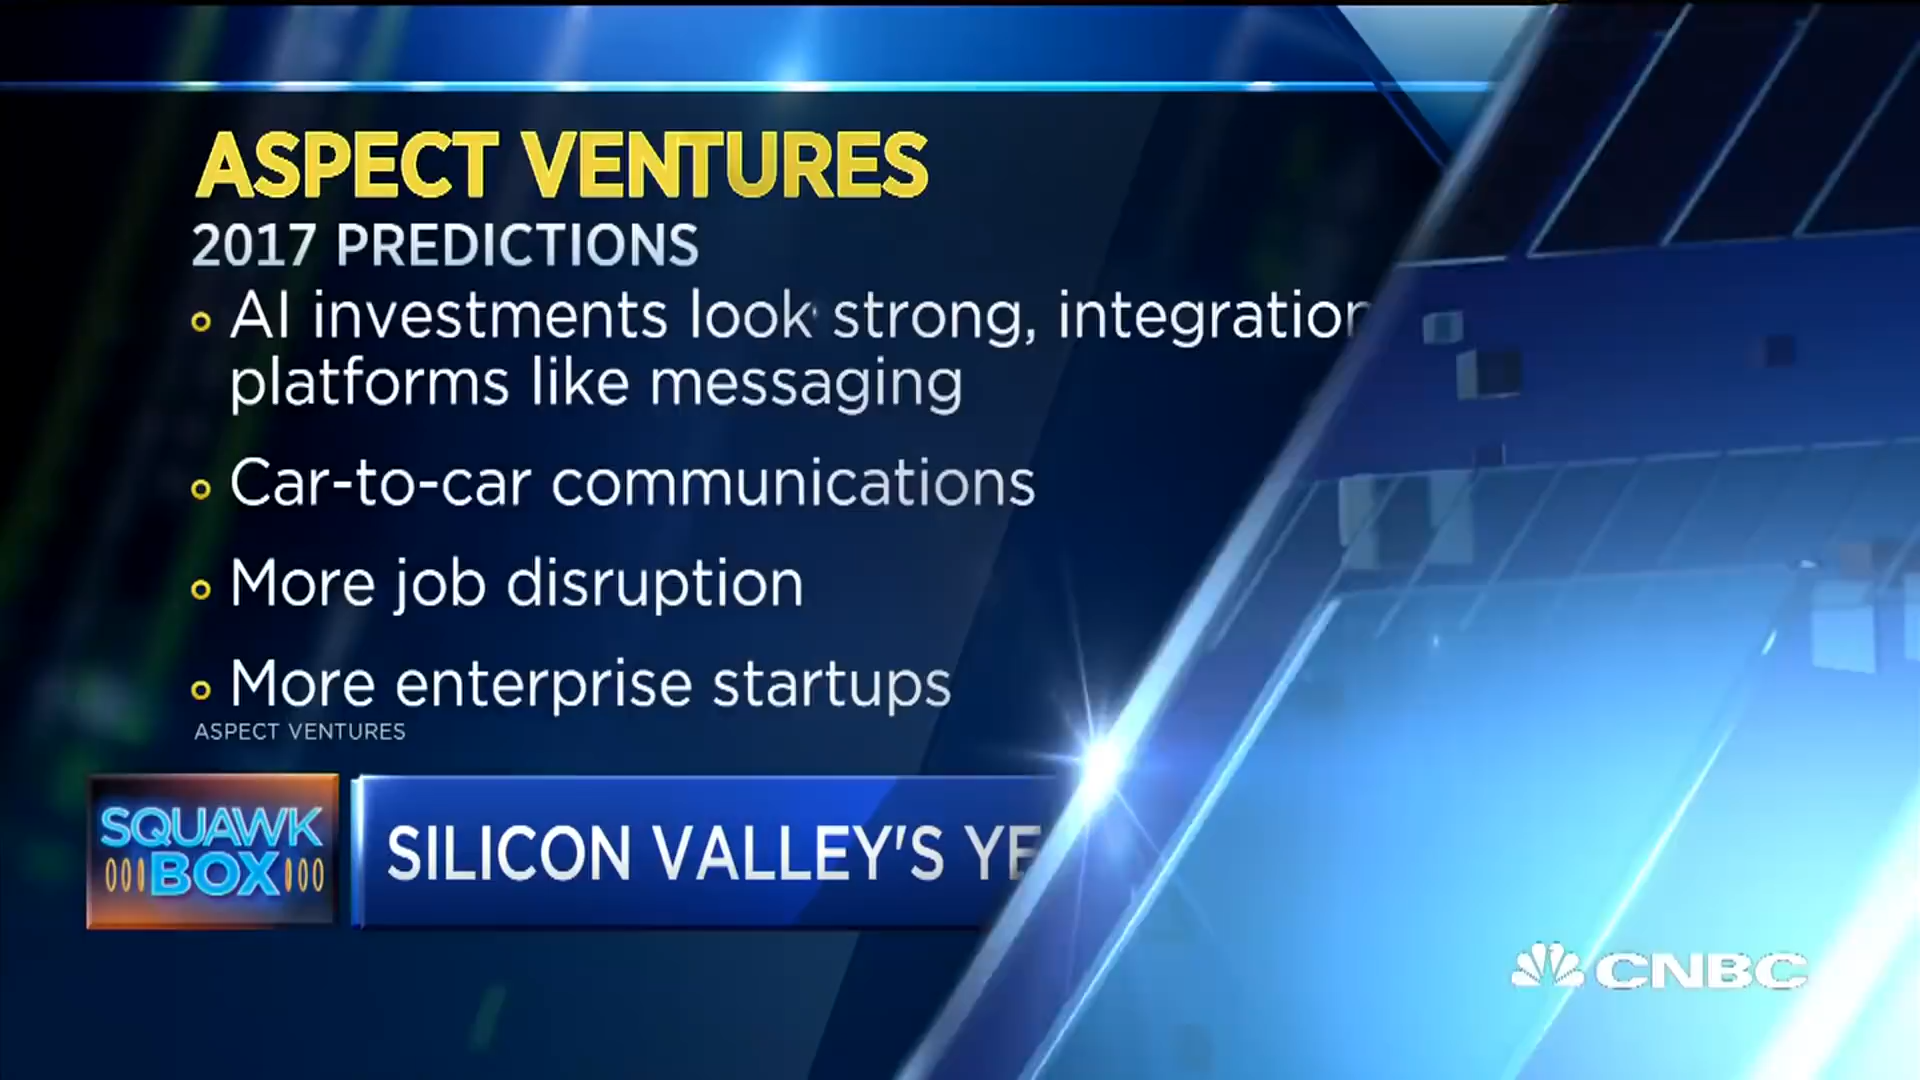 ASPECT VENTURES
2017 PREDICTIONS
AI investments look strong, integration
platforms like messaging
Car-to-car communications
More job disruption
More enterprise startups
ASPECT VENTURES
SQUAWK
BOX
SILICON VALLEY'S YE
CNBC